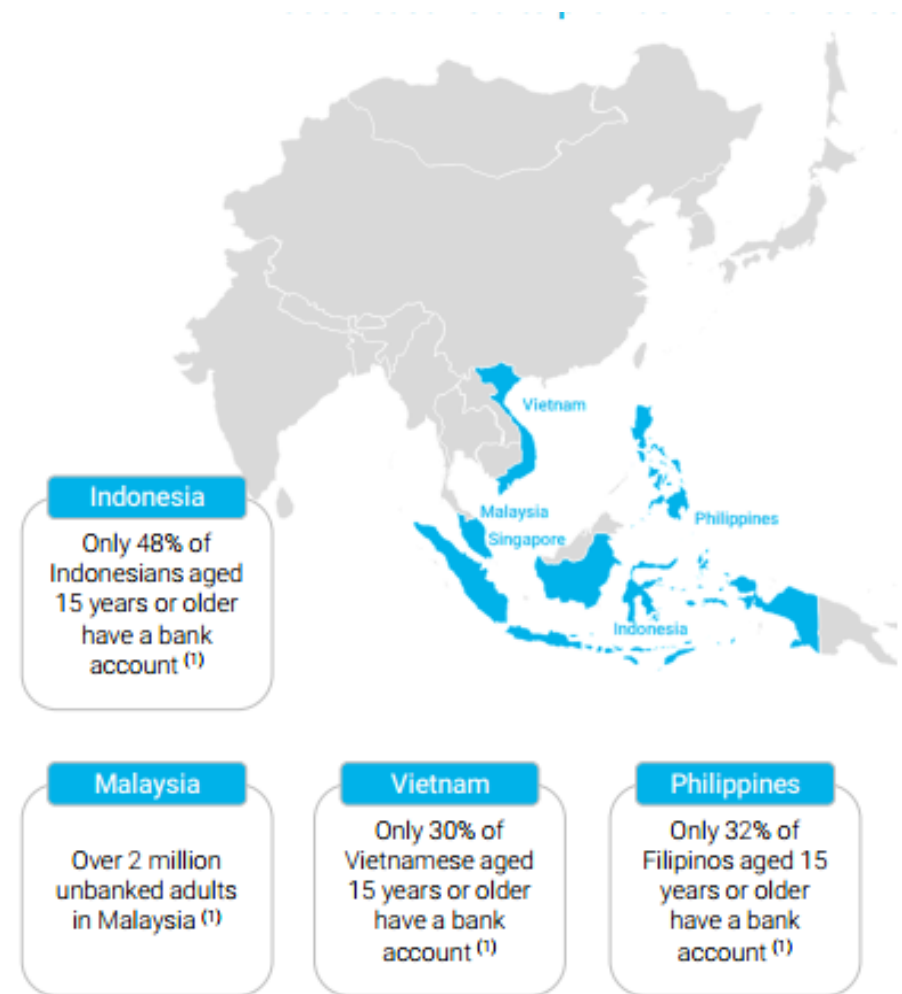 Vietnam
Malaysia
Singapore
Philippines
Indonesia
Indonesia
Only 48% of
Indonesians aged
15 years or older
have a bank
account (1)
Malaysia
Over 2 million
unbanked adults
in Malaysia (1)
Vietnam
Only 30% of
Vietnamese aged
15 years or older
have a bank
account (1)
Philippines
Only 32% of
Filipinos aged 15
years or older
have a bank
account (1)